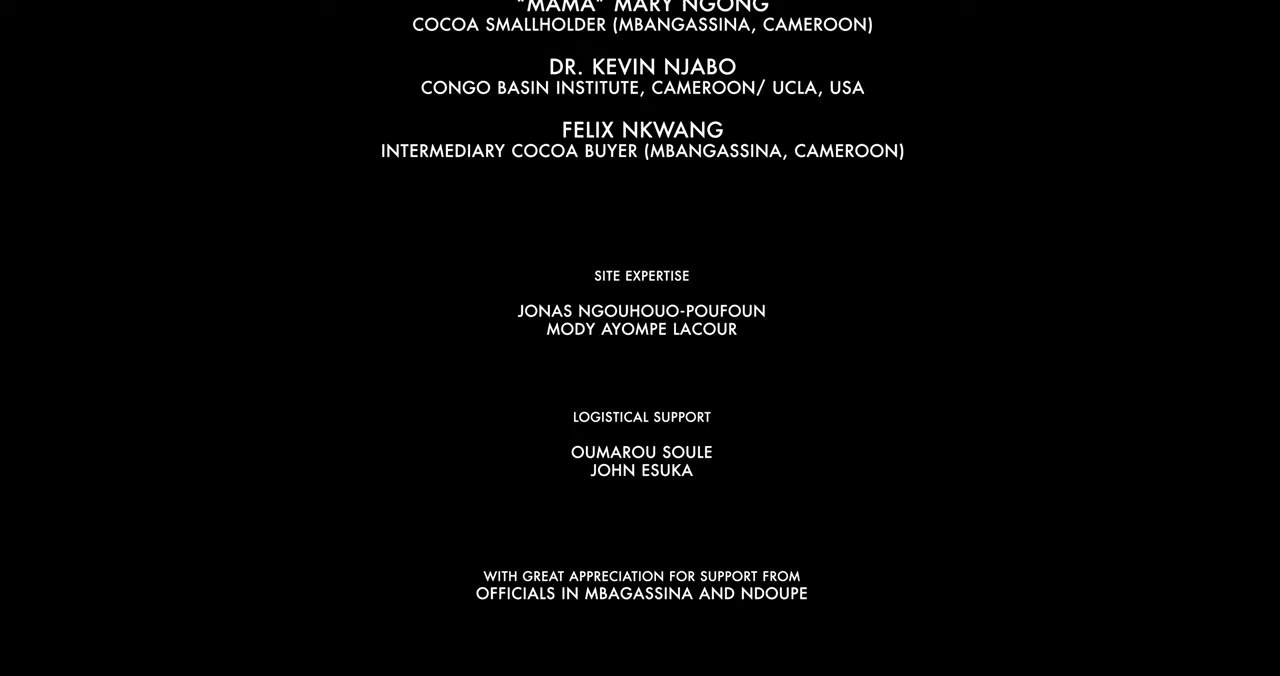 "MAMA" MARY NGONG
COCOA SMALLHOLDER (MBANGASSINA, CAMEROON)
DR. KEVIN NJABO
CONGO BASIN INSTITUTE, CAMEROON/ UCLA, USA
FELIX NKWANG
INTERMEDIARY COCOA BUYER (MBANGASSINA, CAMEROON)
SITE EXPERTISE
JONAS NGOUHOUO-POUFOUN
MODY AYOMPE LACOUR
LOGISTICAL SUPPORT
OUMAROU SOULE
JOHN ESUKA
WITH GREAT APPRECIATION FOR SUPPORT FROM
OFFICIALS IN MBAGASSINA AND NDOUPE